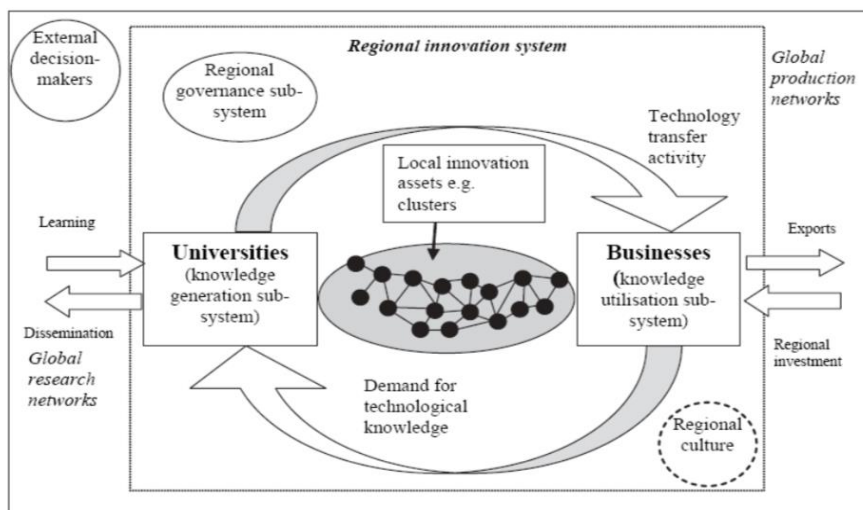 External
decision-
makers
Regional innovation system
Regional
governance sub-
system
Global
production
networks
Technology
transfer
activity
Local innovation
assets e.g.
clusters
Learning
Universities
(knowledge
generation sub-
system)
Businesses
(knowledge
utilisation sub-
system)
Exports
Dissemination
Global
research
networks
Regional
investment
Demand for
technological
knowledge
Regional
culture